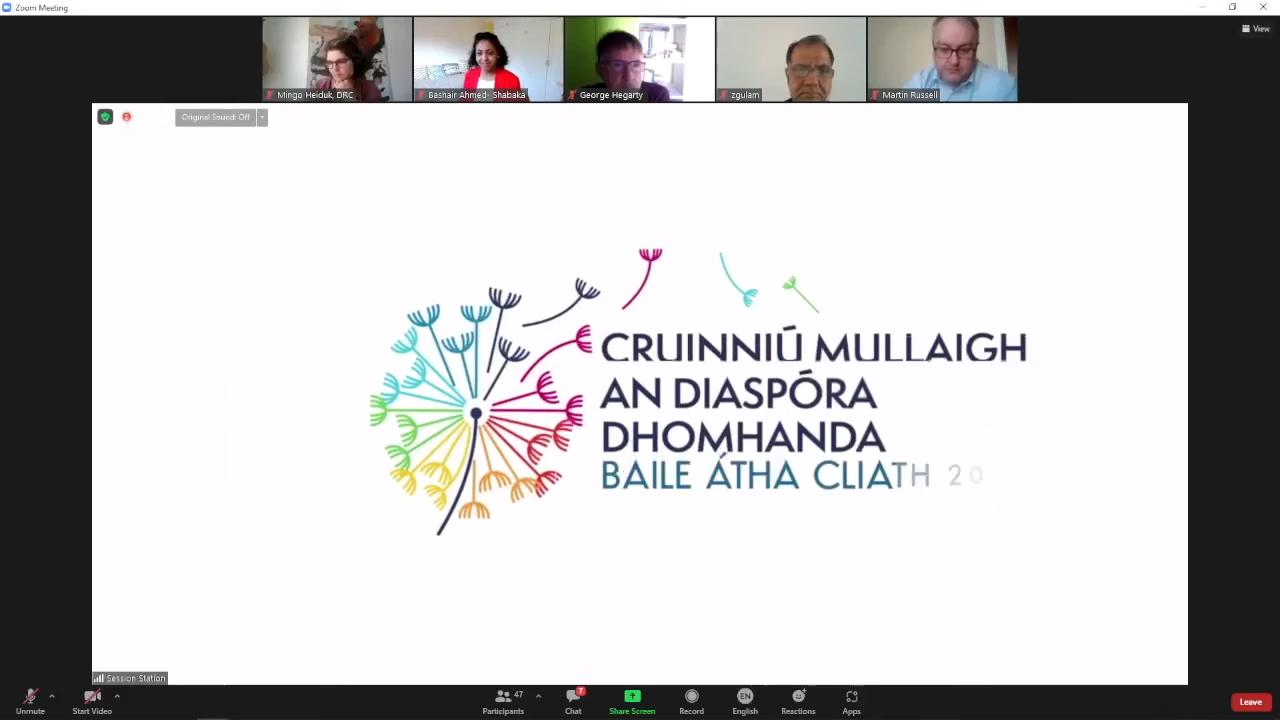 Zoom Meeting
View
Mingo Heiduk, DRC
Bashair Ahmed- Shabaka
George Hegarty
zgulam
Martin Russell
Original Sound: Off
CRUINNIÚ MULLAIGH
AN DIASPÓRA
DHOMHANDA
BAILE ÁTHA CLIATH 20
Session Station
Unmute
Start Video
47
Participants
7
Chat
Share Screen
Record
EN
English
Reactions
Apps
Leave